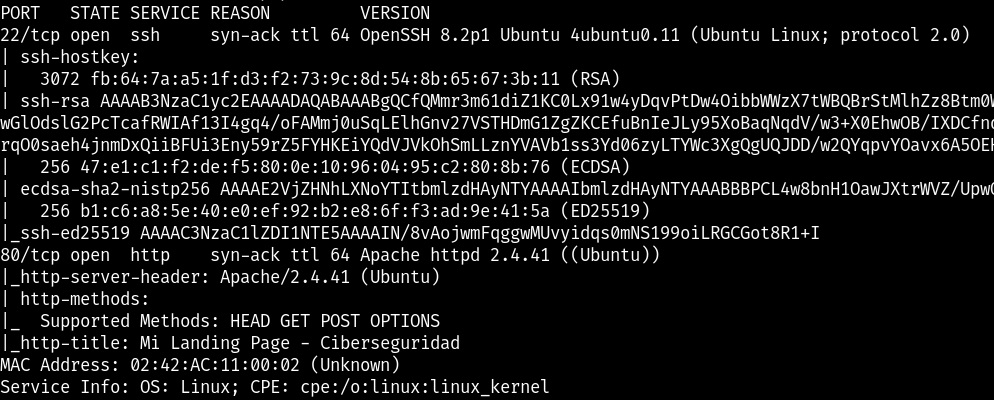 PORT   STATE SERVICE REASON         VERSION
22/tcp open  ssh     syn-ack ttl 64 OpenSSH 8.2p1 Ubuntu 4ubuntu0.11 (Ubuntu Linux; protocol 2.0)
| ssh-hostkey:
|   3072 fb:64:7a:a5:1f:d3:f2:73:9c:8d:54:8b:65:67:3b:11 (RSA)
| ssh-rsa AAAAB3NzaC1yc2EAAAADAQABAAABgQCfQMmr3m61diZ1KC0Lx91w4yDqvPtDw4OibbWWzX7tWBQBrStMlhZz8Btm0W
wGlOdslG2PcTcafRWIAf13I4gq4/oFAMmj0uSqLElhGnv27VSTHDmG1ZgZKCEfuBnIeJLy95XoBaqNqdV/w3+X0EhwOB/IXDCfnd
rqO0saeh4jnmDxQiiBFUi3Eny59rZ5FYHKEiYQdVJVkOhSmLLznYVAVb1ss3Yd06zyLTYWc3XgQgUQJDD/w2QYqpvYOavx6A5OEH
|   256 47:e1:c1:f2:de:f5:80:0e:10:96:04:95:c2:80:8b:76 (ECDSA)
| ecdsa-sha2-nistp256 AAAAE2VjZHNhLXNoYTItbmlzdHAyNTYAAAAIbmlzdHAyNTYAAABBBPCL4w8bnH1OawJXtrWVZ/UpwO
|   256 b1:c6:a8:5e:40:e0:ef:92:b2:e8:6f:f3:ad:9e:41:5a (ED25519)
|_ssh-ed25519 AAAAC3NzaC1lZDI1NTE5AAAAIN/8vAojwmFqggwMUvyidqs0mNS199oiLRGCGot8R1+I
80/tcp open  http    syn-ack ttl 64 Apache httpd 2.4.41 ((Ubuntu))
|_http-server-header: Apache/2.4.41 (Ubuntu)
| http-methods:
|_  Supported Methods: HEAD GET POST OPTIONS
|_http-title: Mi Landing Page - Ciberseguridad
MAC Address: 02:42:AC:11:00:02 (Unknown)
Service Info: OS: Linux; CPE: cpe:/o:linux:linux_kernel